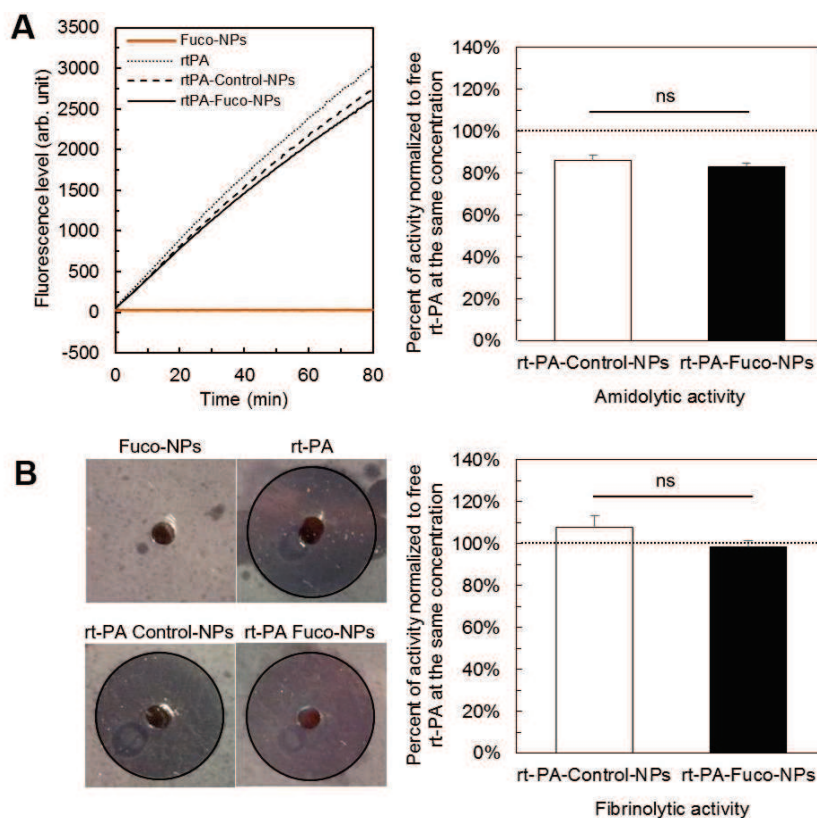 A
3500
3000
2500
2000
1500
1000
500
0
-500
0 20 40 60 80
Time (min)
Fluorescence level (arb. unit)
Fuco-NPs
rtPA
rtPA-Control-NPs
rtPA-Fuco-NPs
Percent of activity normalized to free
rt-PA at the same concentration
140%
120%
100%
80%
60%
40%
20%
0%
ns
rt-PA-Control-NPs rt-PA-Fuco-NPs
Amidolytic activity
B
Fuco-NPs rt-PA
rt-PA Control-NPs rt-PA Fuco-NPs
Percent of activity normalized to free
rt-PA at the same concentration
140%
120%
100%
80%
60%
40%
20%
0%
ns
rt-PA-Control-NPs rt-PA-Fuco-NPs
Fibrinolytic activity